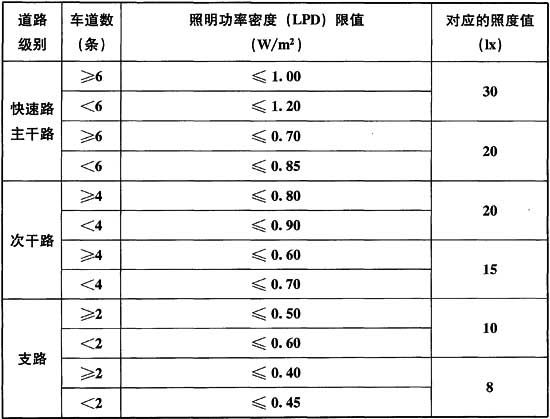 道路级别 车道数(条) 照明功率密度(LPD)限值(W/m²) 对应的照度值(lx)
快速路主干路 ≥6 ≤1.00 30
<6 ≤1.20
≥6 ≤0.70 20
<6 ≤0.85
次干路 ≥4 ≤0.80 20
<4 ≤0.90
≥4 ≤0.60 15
<4 ≤0.70
支路 ≥2 ≤0.50 10
<2 ≤0.60
≥2 ≤0.40 8
<2 ≤0.45